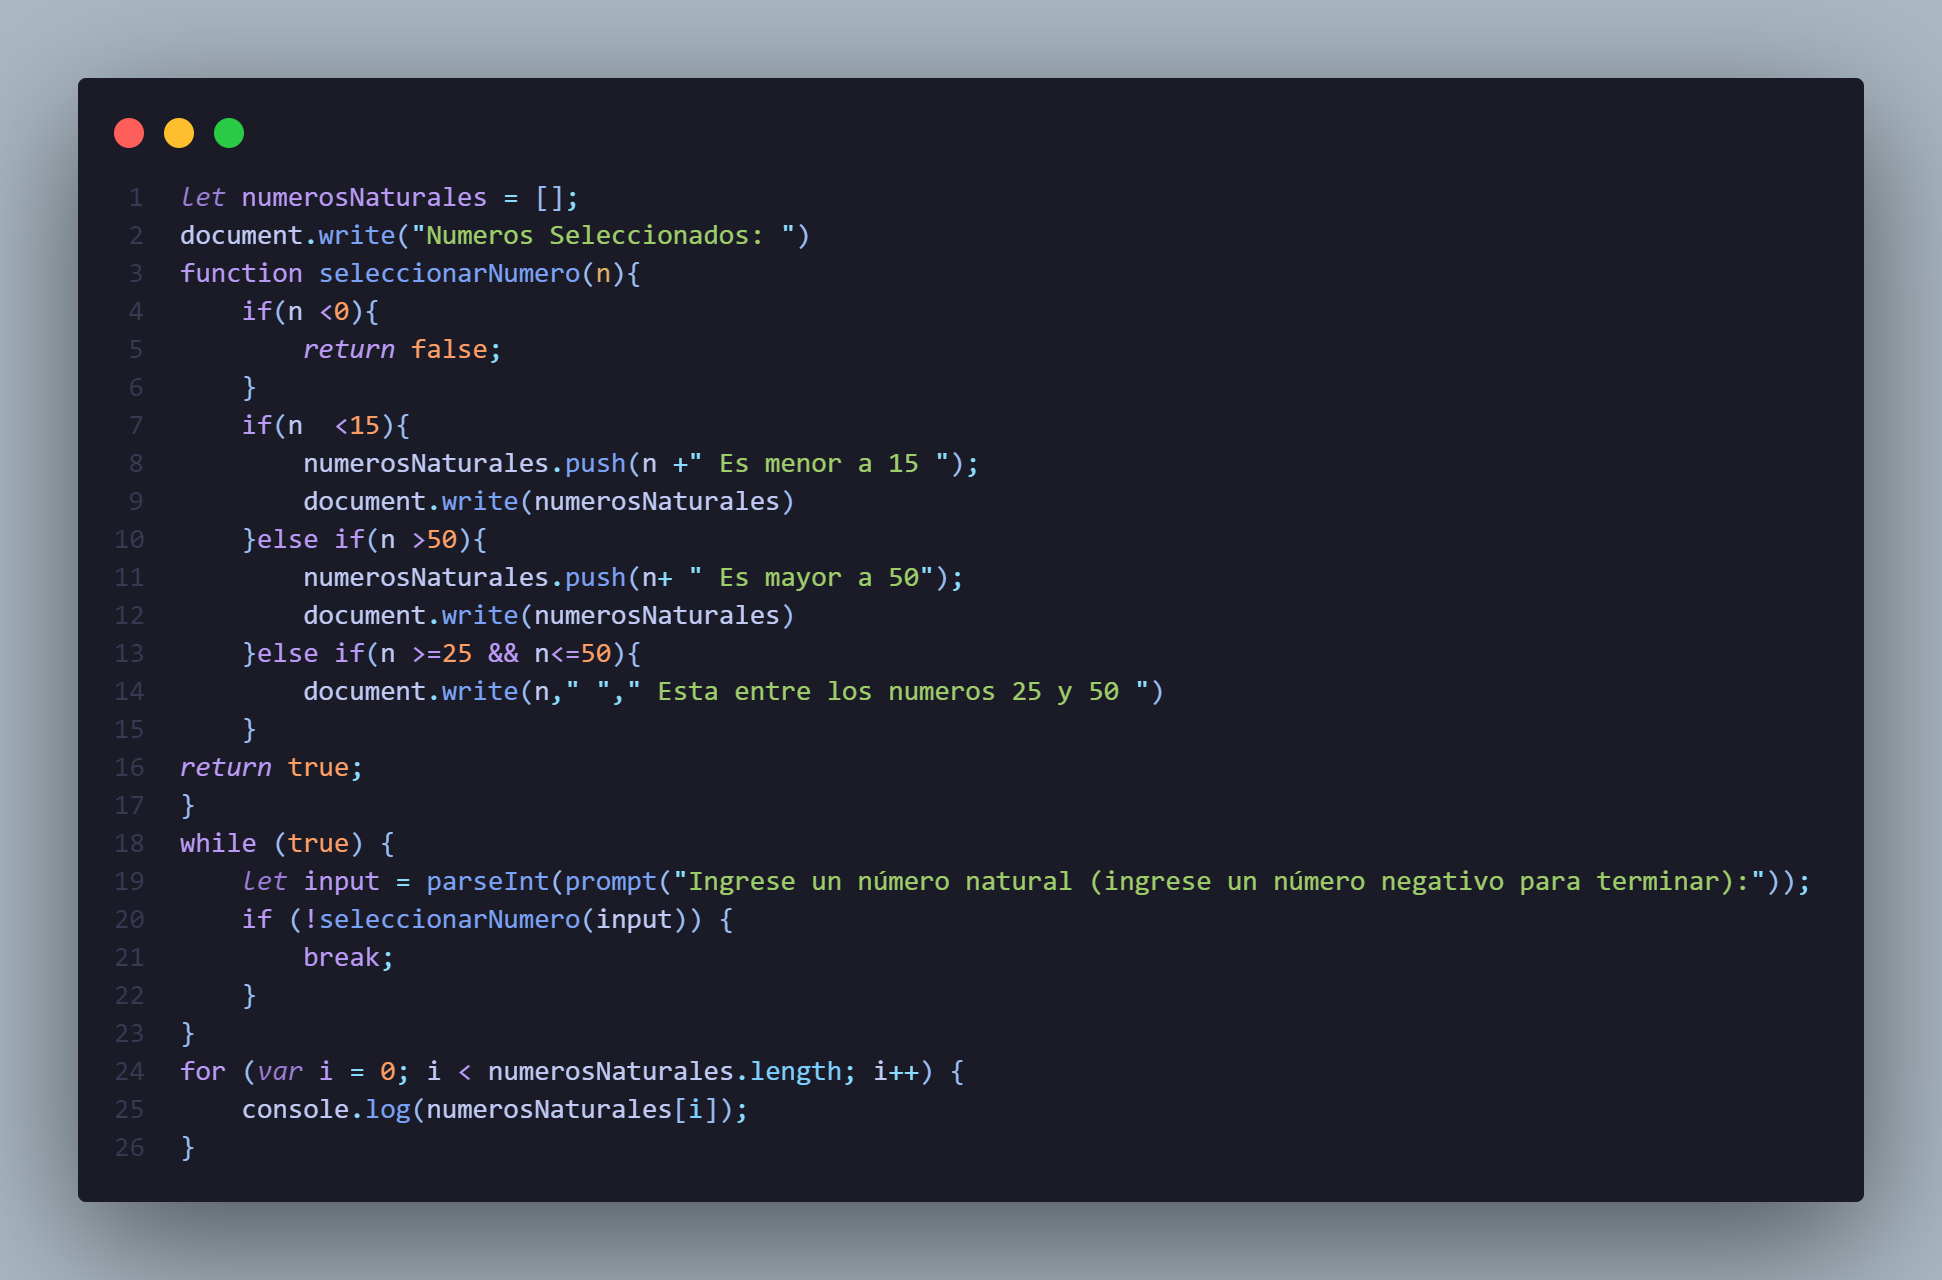 1 let numerosNaturales = [];
2 document.write("Numeros Seleccionados: ")
3 function seleccionarNumero(n){
4     if(n <0){
5         return false;
6     }
7     if(n  <15){
8         numerosNaturales.push(n +" Es menor a 15 ");
9         document.write(numerosNaturales)
10     }else if(n >50){
11         numerosNaturales.push(n+ " Es mayor a 50");
12         document.write(numerosNaturales)
13     }else if(n >=25 && n<=50){
14         document.write(n," "," Esta entre los numeros 25 y 50 ")
15     }
16 return true;
17 }
18 while (true) {
19     let input = parseInt(prompt("Ingrese un número natural (ingrese un número negativo para terminar):"));
20     if (!seleccionarNumero(input)) {
21         break;
22     }
23 }
24 for (var i = 0; i < numerosNaturales.length; i++) {
25     console.log(numerosNaturales[i]);
26 }